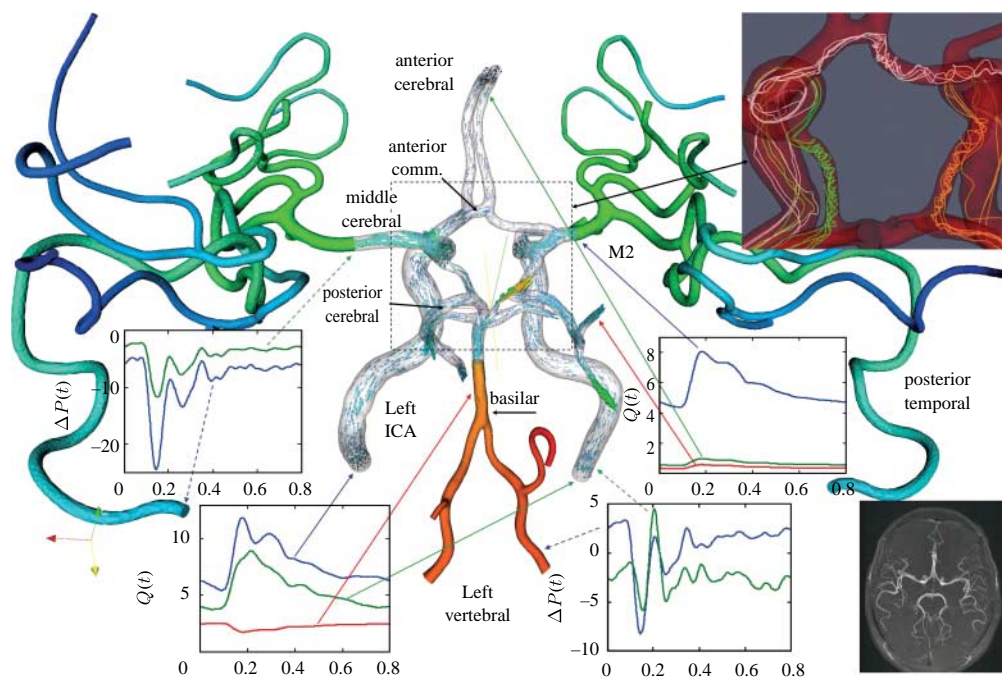 anterior
cerebral
anterior
comm.
middle
cerebral
M2
posterior
cerebral
posterior
temporal
Left
ICA
basilar
Left
vertebral
ΔP(t)
0
−10
−20
0 0.2 0.4 0.6 0.8
Q(t)
8
6
4
2
0 0.2 0.4 0.6 0.8
Q(t)
10
5
0 0.2 0.4 0.6 0.8
ΔP(t)
5
0
−5
−10
0 0.2 0.4 0.6 0.8